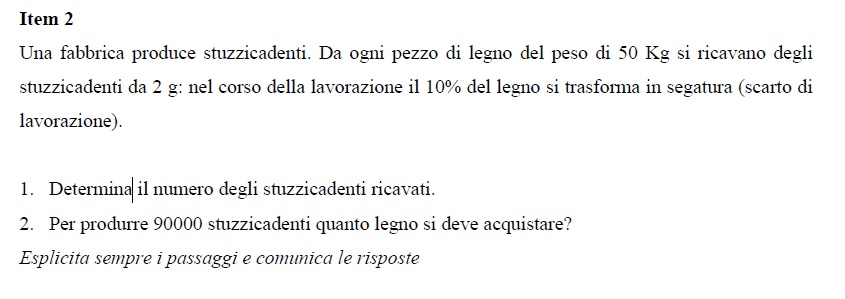 Item 2
Una fabbrica produce stuzzicadenti. Da ogni pezzo di legno del peso di 50 Kg si ricavano degli
stuzzicadenti da 2 g: nel corso della lavorazione il 10% del legno si trasforma in segatura (scarto di
lavorazione).
1. Determina il numero degli stuzzicadenti ricavati.
2. Per produrre 90000 stuzzicadenti quanto legno si deve acquistare?
Esplicita sempre i passaggi e comunica le risposte